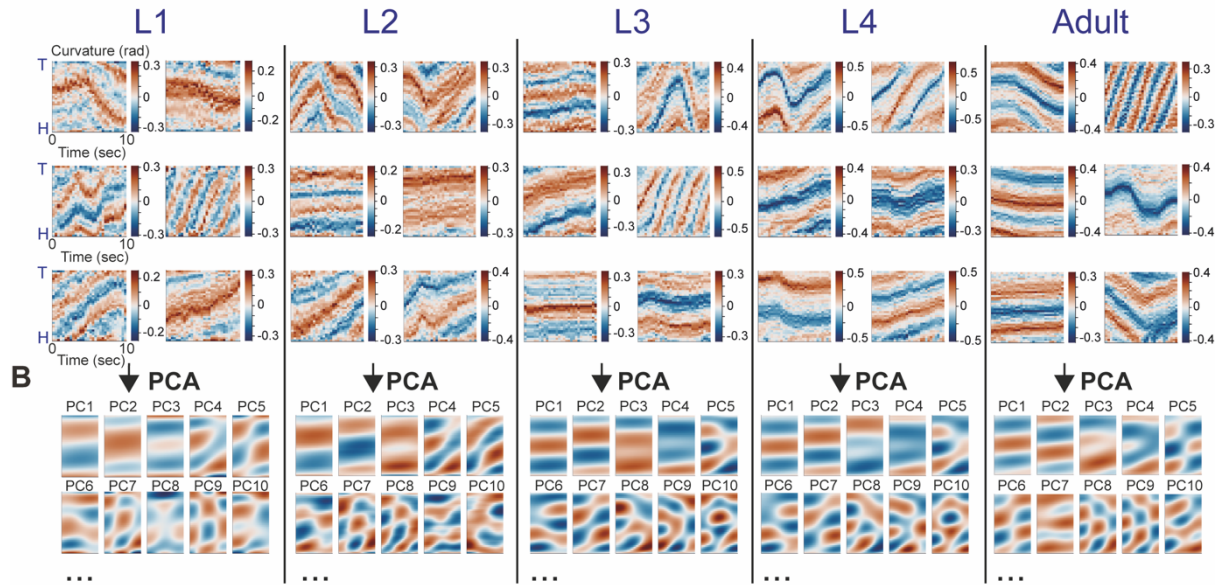 L1 L2 L3 L4 Adult
Curvature (rad)
T 0.3 0.2 0.3 0.3 0.3 0.3 0.5 0.5 0.4 0.4
0 0 0 0 0 0 0 0 0 0
H -0.3 -0.2 -0.3 -0.3 -0.3 -0.3 -0.5 -0.5 -0.4 -0.4
0 10
Time (sec)
T 0.3 0.3 0.2 0.3 0.3 0.5 0.4 0.4 0.3 0.4
0 0 0 0 0 0 0 0 0 0
H -0.3 -0.3 -0.2 -0.3 -0.3 -0.5 -0.4 -0.4 -0.3 -0.4
0 10
Time (sec)
T 0.2 0.3 0.3 0.4 0.3 0.3 0.5 0.5 0.3 0.4
0 0 0 0 0 0 0 0 0 0
H -0.2 -0.3 -0.3 -0.4 -0.3 -0.3 -0.5 -0.5 -0.3 -0.4
0 10
Time (sec)
B PCA PCA PCA PCA PCA
PC1 PC2 PC3 PC4 PC5 PC1 PC2 PC3 PC4 PC5 PC1 PC2 PC3 PC4 PC5 PC1 PC2 PC3 PC4 PC5 PC1 PC2 PC3 PC4 PC5
PC6 PC7 PC8 PC9 PC10 PC6 PC7 PC8 PC9 PC10 PC6 PC7 PC8 PC9 PC10 PC6 PC7 PC8 PC9 PC10 PC6 PC7 PC8 PC9 PC10
... ... ... ... ...